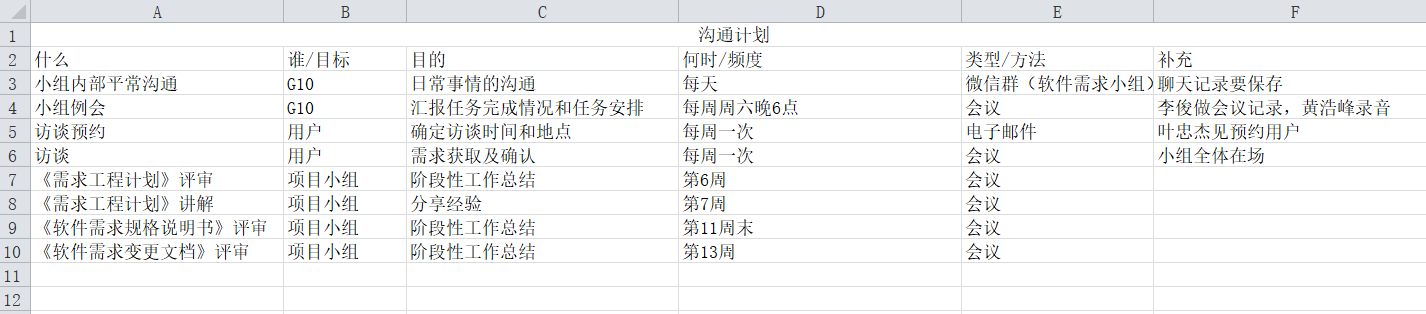 A B C D E F
1 沟通计划
2 什么 谁/目标 目的 何时/频度 类型/方法 补充
3 小组内部平常沟通 G10 日常事情的沟通 每天 微信群（软件需求小组） 聊天记录要保存
4 小组例会 G10 汇报任务完成情况和任务安排 每周周六晚6点 会议 李俊做会议记录，黄浩峰录音
5 访谈预约 用户 确定访谈时间和地点 每周一次 电子邮件 叶忠杰见预约用户
6 访谈 用户 需求获取及确认 每周一次 会议 小组全体在场
7 《需求工程计划》评审 项目小组 阶段性工作总结 第6周 会议
8 《需求工程计划》讲解 项目小组 分享经验 第7周 会议
9 《软件需求规格说明书》评审 项目小组 阶段性工作总结 第11周末 会议
10 《软件需求变更文档》评审 项目小组 阶段性工作总结 第13周 会议
11
12